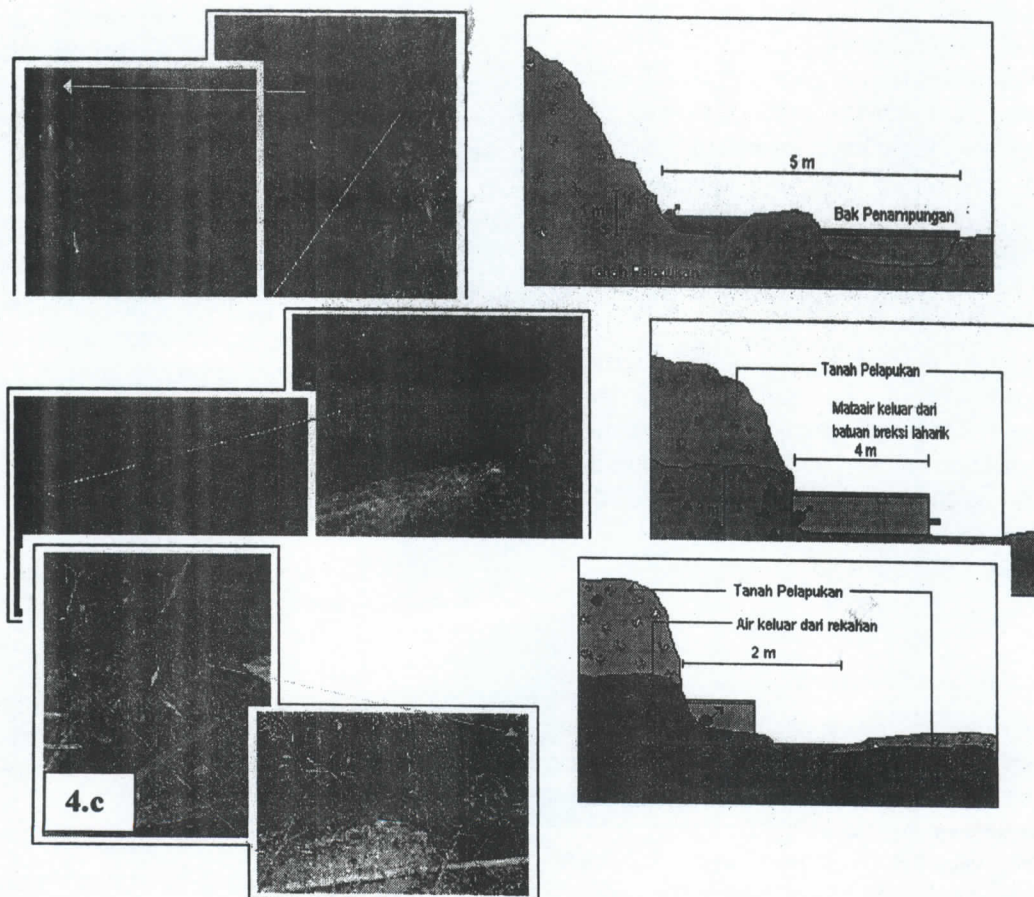 5 m
Bak Penampungan
Tanah Pelapukan
Tanah Pelapukan
Mataair keluar dari
batuan breksi laharik
4 m
Tanah Pelapukan
Air keluar dari rekahan
2 m
4.c